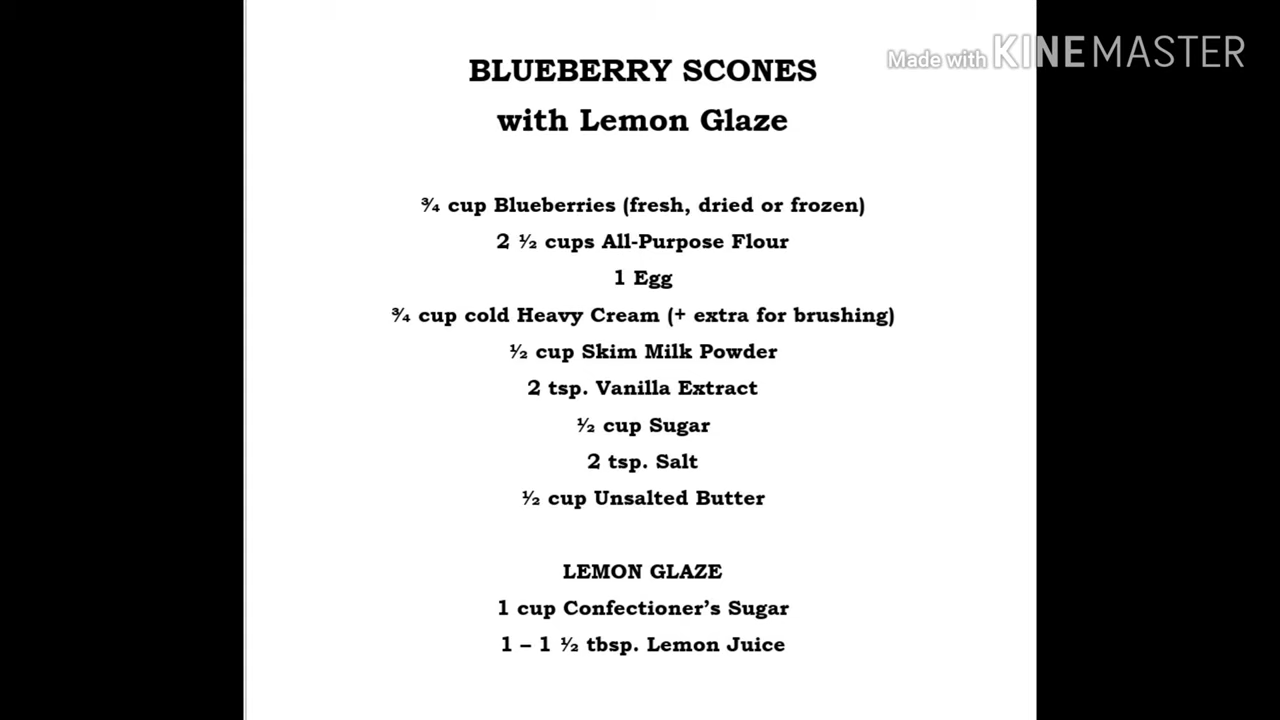 Made with KINEMASTER
BLUEBERRY SCONES
with Lemon Glaze
¾ cup Blueberries (fresh, dried or frozen)
2 ½ cups All-Purpose Flour
1 Egg
¾ cup cold Heavy Cream (+ extra for brushing)
½ cup Skim Milk Powder
2 tsp. Vanilla Extract
½ cup Sugar
2 tsp. Salt
½ cup Unsalted Butter
LEMON GLAZE
1 cup Confectioner’s Sugar
1 – 1 ½ tbsp. Lemon Juice